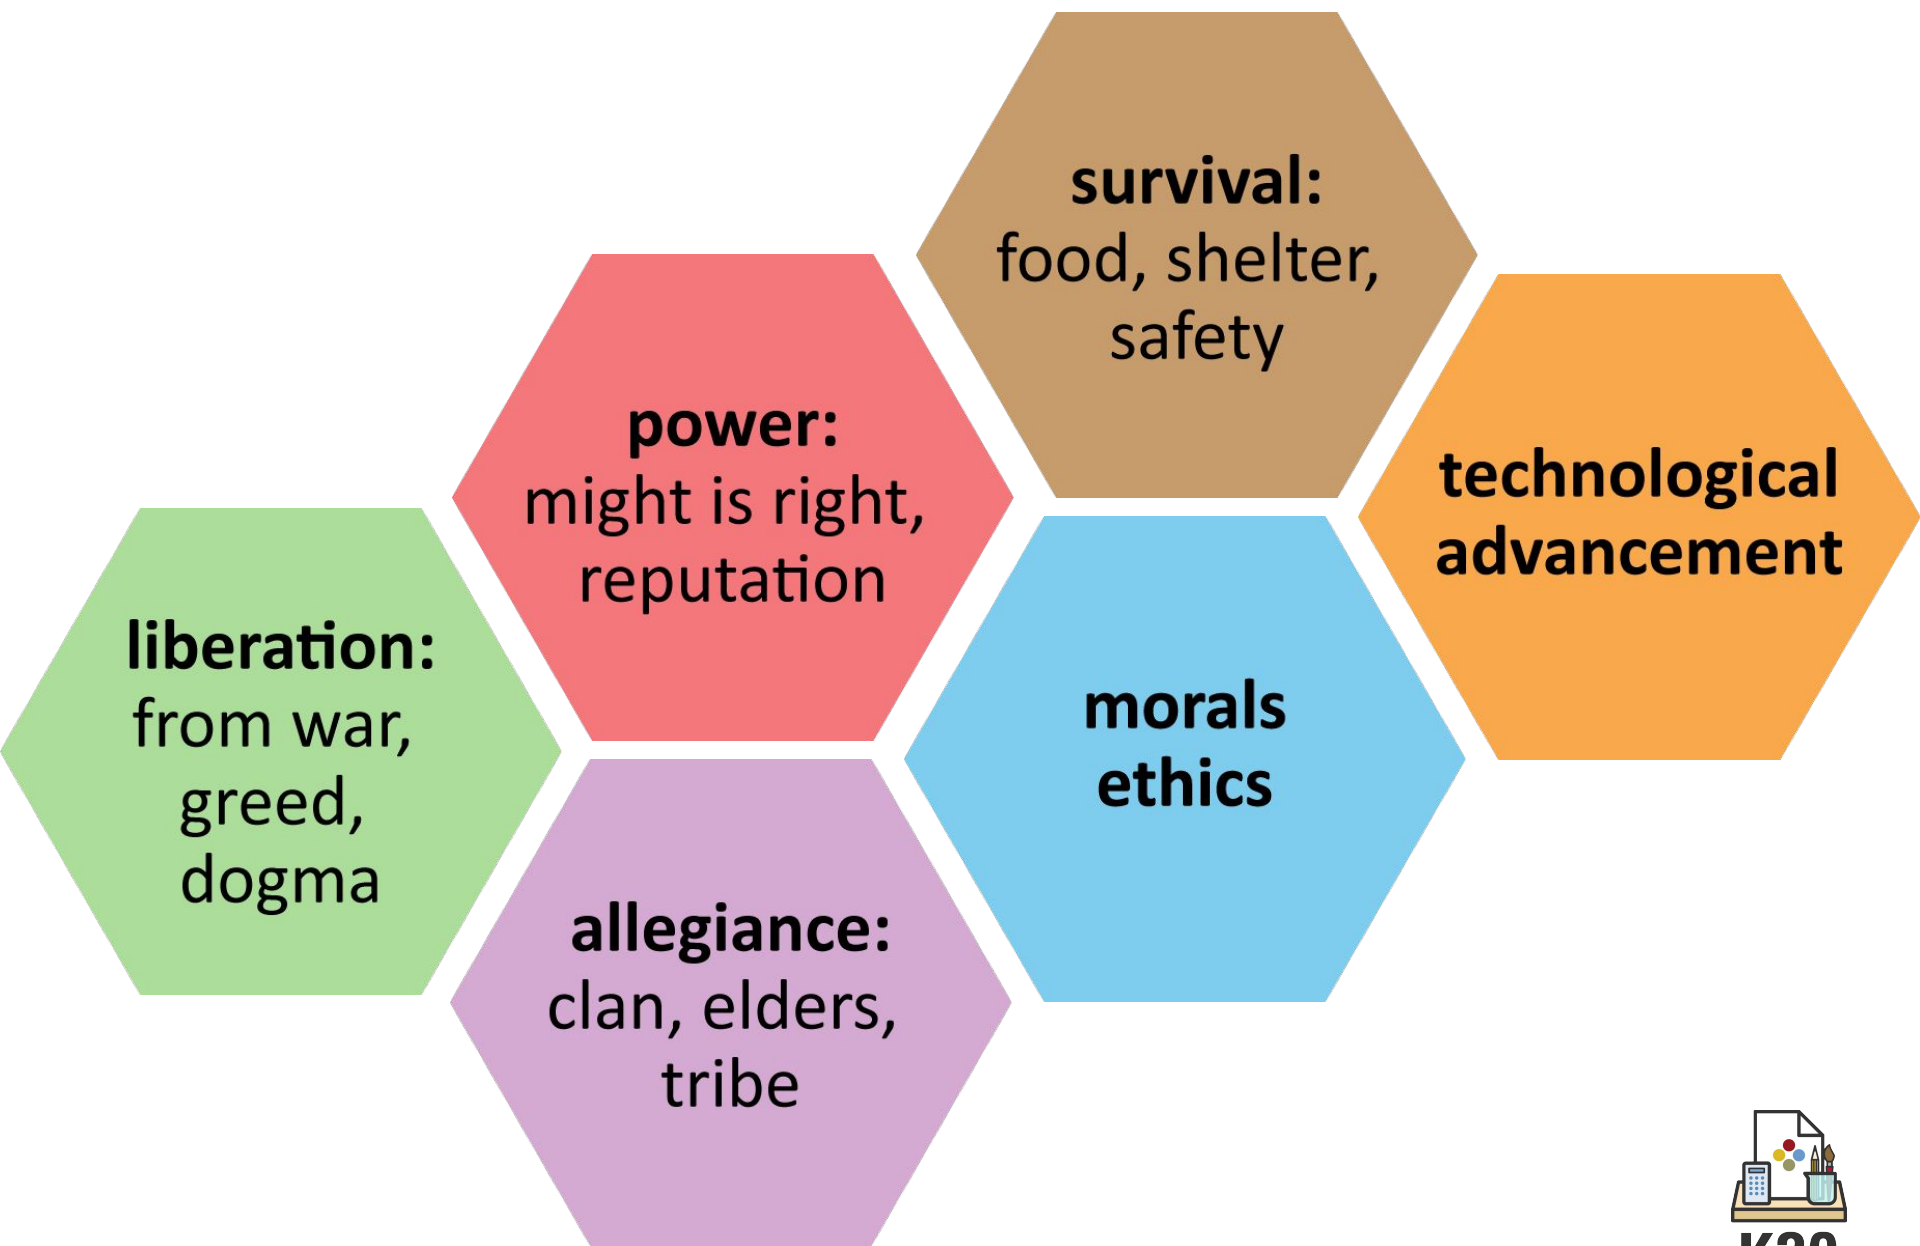 survival:
food, shelter,
safety
power:
might is right,
reputation
technological
advancement
liberation:
from war,
greed,
dogma
morals
ethics
allegiance:
clan, elders,
tribe